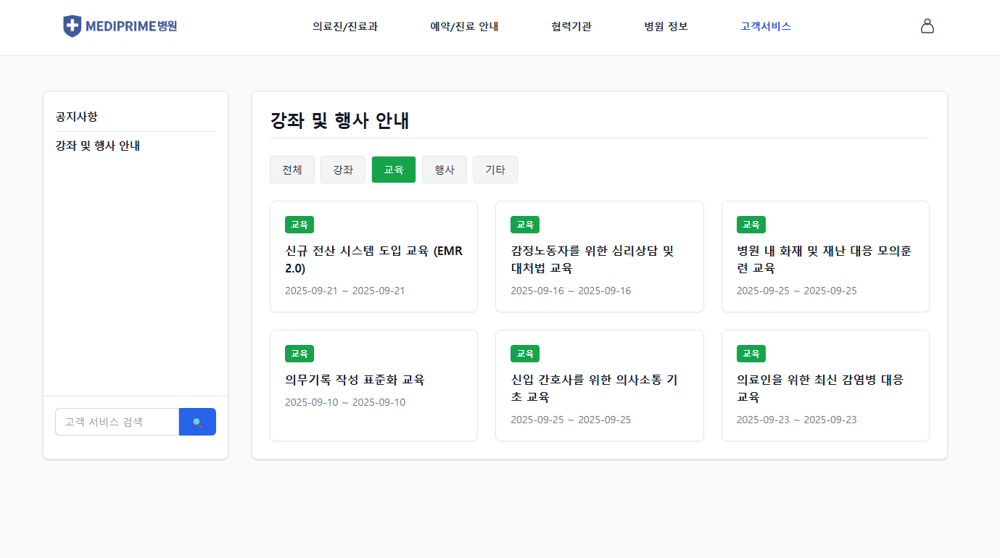 MEDIPRIME병원
의료진/진료과
예약/진료 안내
협력기관
병원 정보
고객서비스
공지사항
강좌 및 행사 안내
고객 서비스 검색
강좌 및 행사 안내
전체
강좌
교육
행사
기타
교육
신규 전산 시스템 도입 교육 (EMR
2.0)
2025-09-21 ~ 2025-09-21
교육
감정노동자를 위한 심리상담 및
대처법 교육
2025-09-16 ~ 2025-09-16
교육
병원 내 화재 및 재난 대응 모의훈
련 교육
2025-09-25 ~ 2025-09-25
교육
의무기록 작성 표준화 교육
2025-09-10 ~ 2025-09-10
교육
신입 간호사를 위한 의사소통 기
초 교육
2025-09-25 ~ 2025-09-25
교육
의료인을 위한 최신 감염병 대응
교육
2025-09-23 ~ 2025-09-23